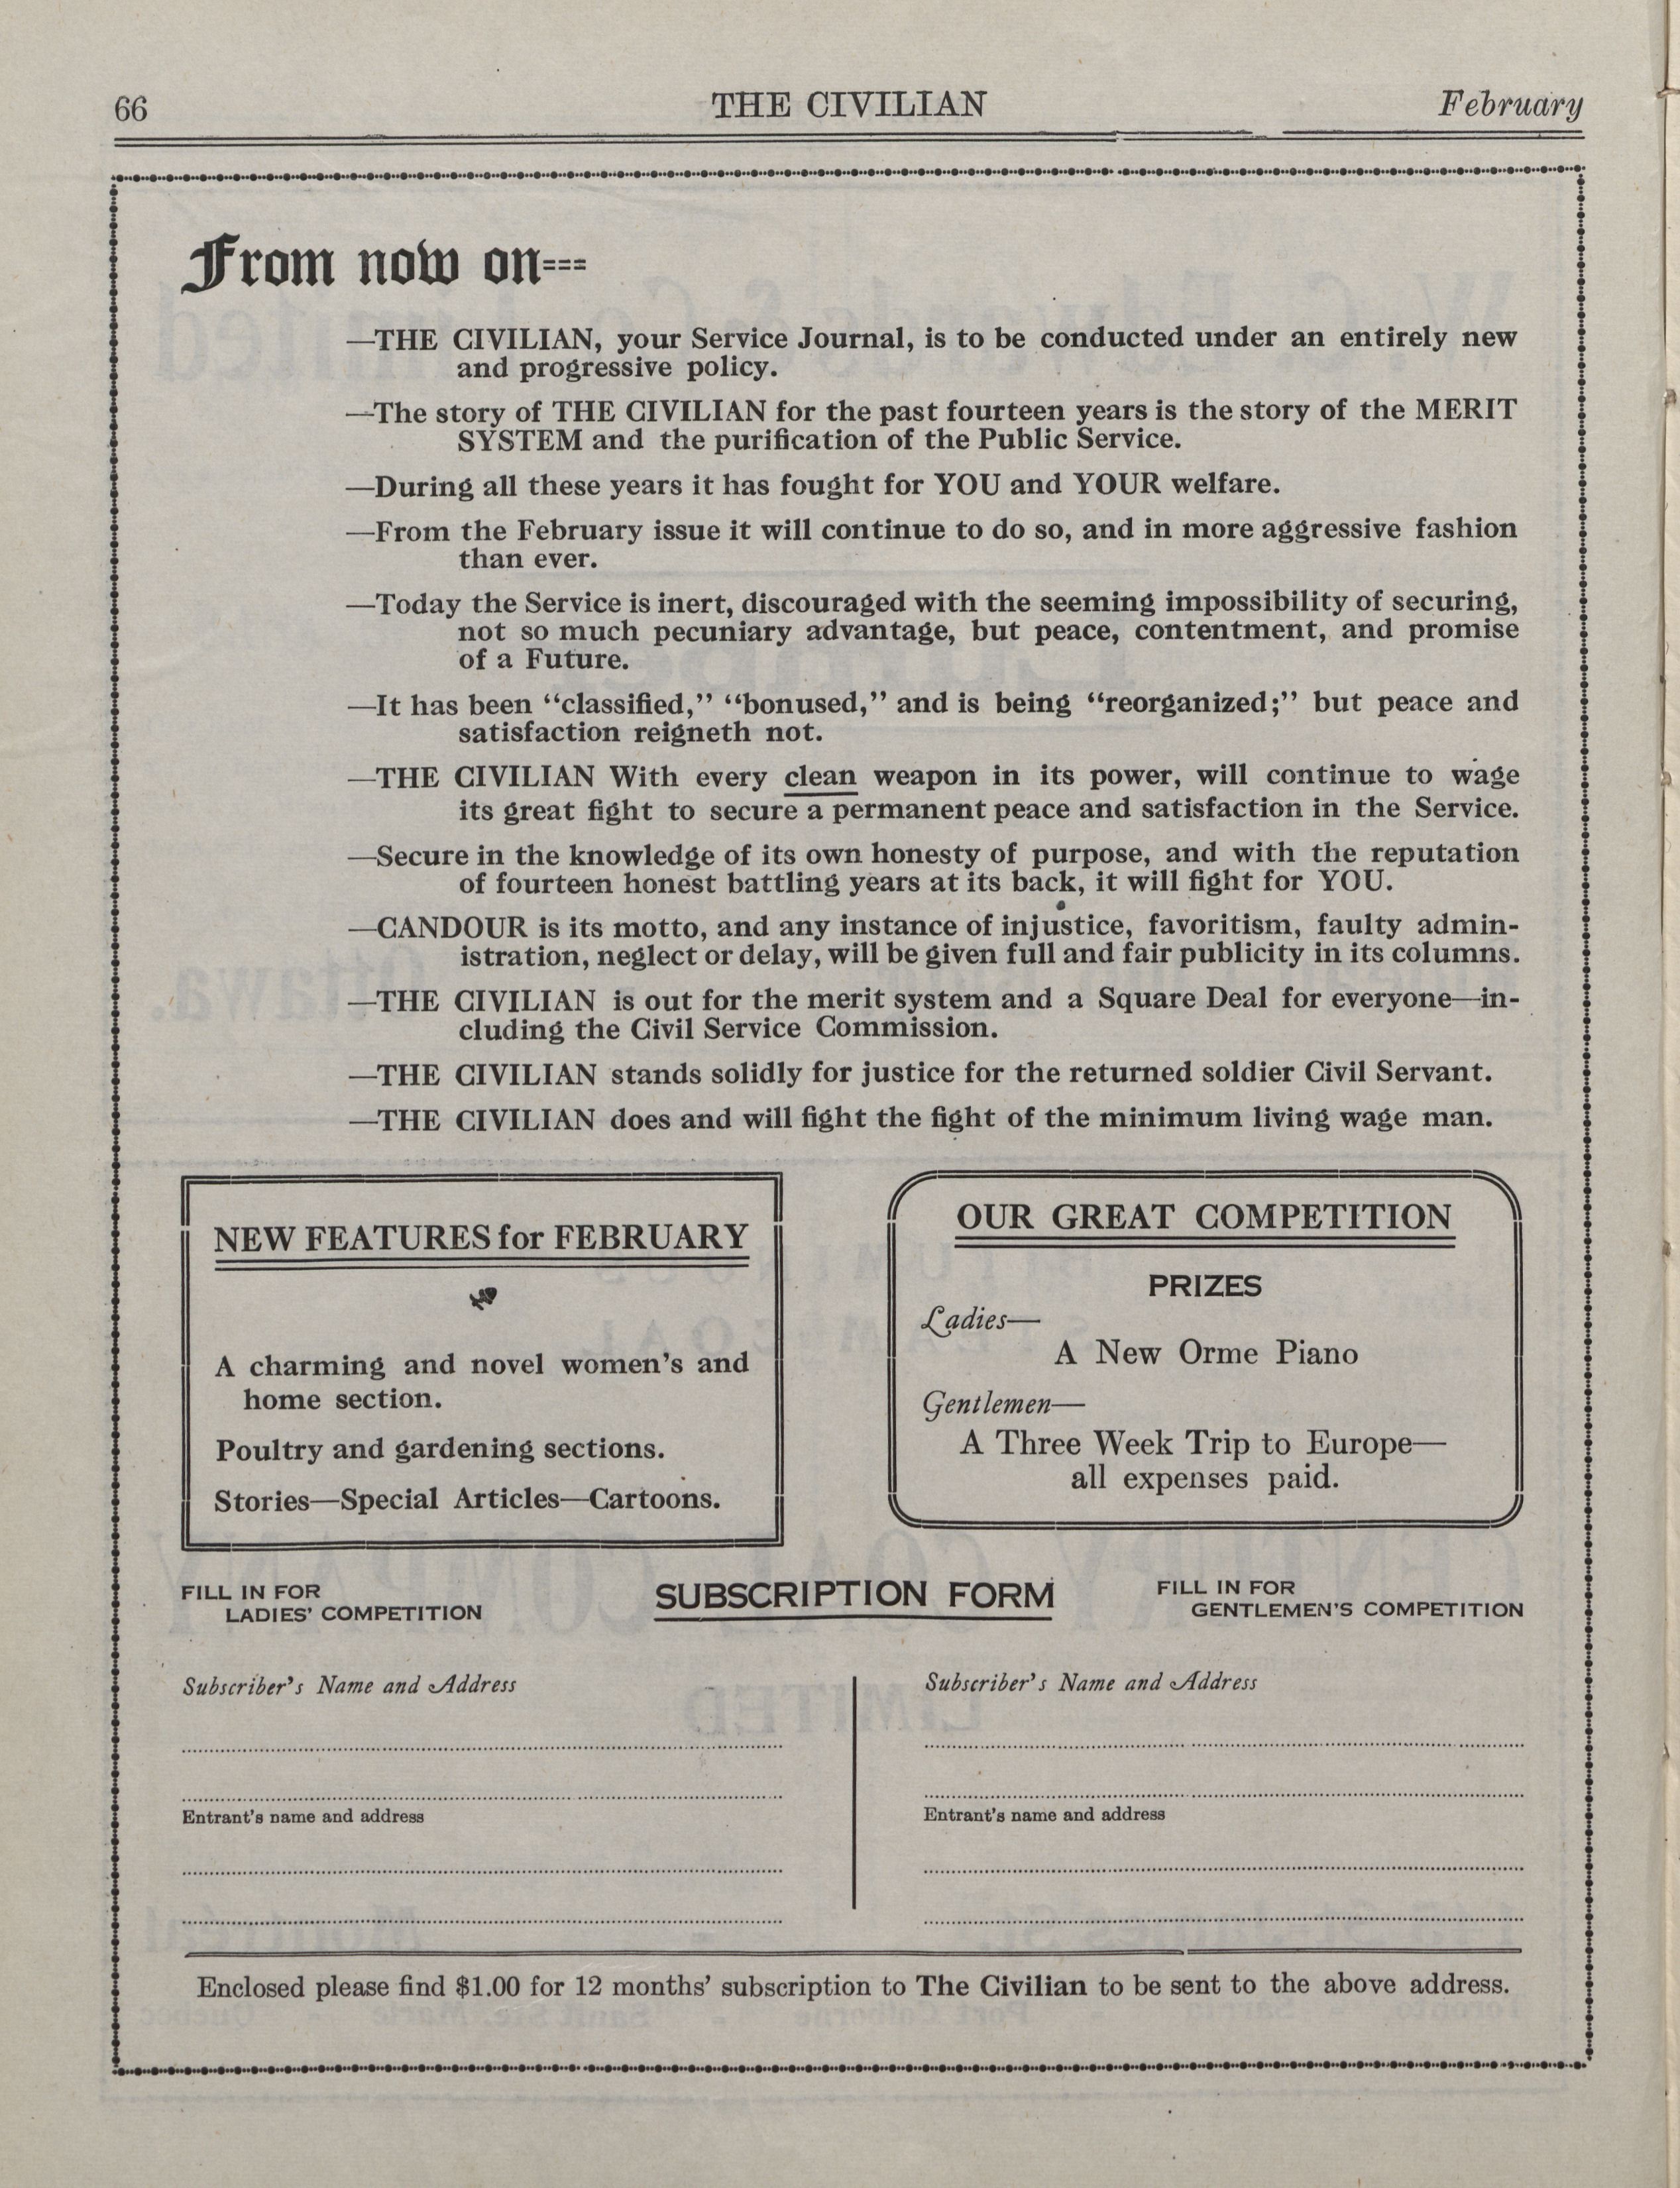 66
THE CIVILIAN
February
From now on===
—THE CIVILIAN, your Service Journal, is to be conducted under an entirely new
and progressive policy.
—The story of THE CIVILIAN for the past fourteen years is the story of the MERIT
SYSTEM and the purification of the Public Service.
—During all these years it has fought for YOU and YOUR welfare.
—From the February issue it will continue to do so, and in more aggressive fashion
than ever.
—Today the Service is inert, discouraged with the seeming impossibility of securing,
not so much pecuniary advantage, but peace, contentment, and promise
of a Future.
—It has been “classified,” “bonused,” and is being “reorganized;” but peace and
satisfaction reigneth not.
—THE CIVILIAN With every clean weapon in its power, will continue to wage
its great fight to secure a permanent peace and satisfaction in the Service.
—Secure in the knowledge of its own honesty of purpose, and with the reputation
of fourteen honest battling years at its back, it will fight for YOU.
—CANDOUR is its motto, and any instance of injustice, favoritism, faulty admin-
istration, neglect or delay, will be given full and fair publicity in its columns.
—THE CIVILIAN is out for the merit system and a Square Deal for everyone—in-
cluding the Civil Service Commission.
—THE CIVILIAN stands solidly for justice for the returned soldier Civil Servant.
—THE CIVILIAN does and will fight the fight of the minimum living wage man.
NEW FEATURES for FEBRUARY
A charming and novel women's and
home section.
Poultry and gardening sections.
Stories—Special Articles—Cartoons.
OUR GREAT COMPETITION
PRIZES
Ladies—
A New Orme Piano
Gentlemen—
A Three Week Trip to Europe—
all expenses paid.
FILL IN FOR
LADIES' COMPETITION
SUBSCRIPTION FORM
FILL IN FOR
GENTLEMEN'S COMPETITION
Subscriber's Name and Address
Entrant's name and address
Subscriber's Name and Address
Entrant's name and address
Enclosed please find $1.00 for 12 months' subscription to The Civilian to be sent to the above address.